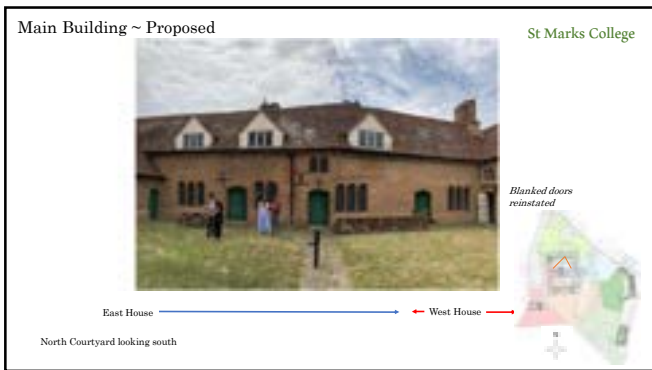 Main Building ~ Proposed
St Marks College
Blanked doors
reinstated
East House
West House
North Courtyard looking south